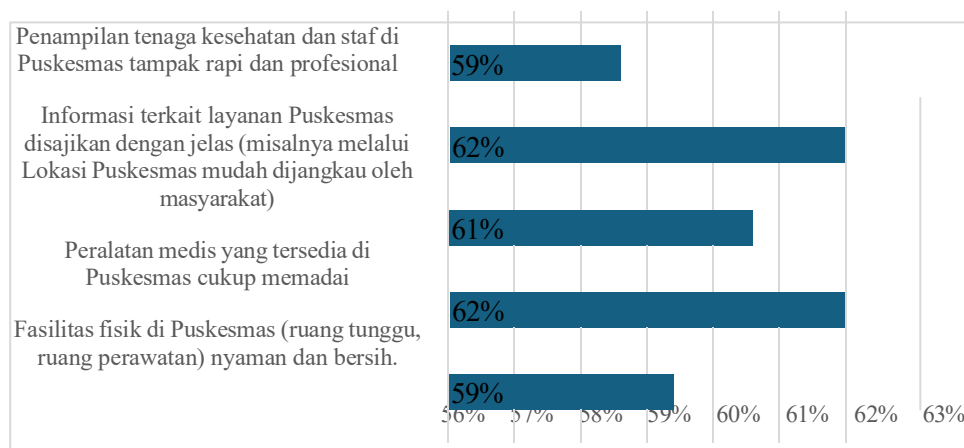 Penampilan tenaga kesehatan dan staf di
Puskesmas tampak rapi dan profesional
59%
Informasi terkait layanan Puskesmas
disajikan dengan jelas (misalnya melalui
Lokasi Puskesmas mudah dijangkau oleh
masyarakat)
62%
61%
Peralatan medis yang tersedia di
Puskesmas cukup memadai
62%
Fasilitas fisik di Puskesmas (ruang tunggu,
ruang perawatan) nyaman dan bersih.
59%
56% 57% 58% 59% 60% 61% 62% 63%